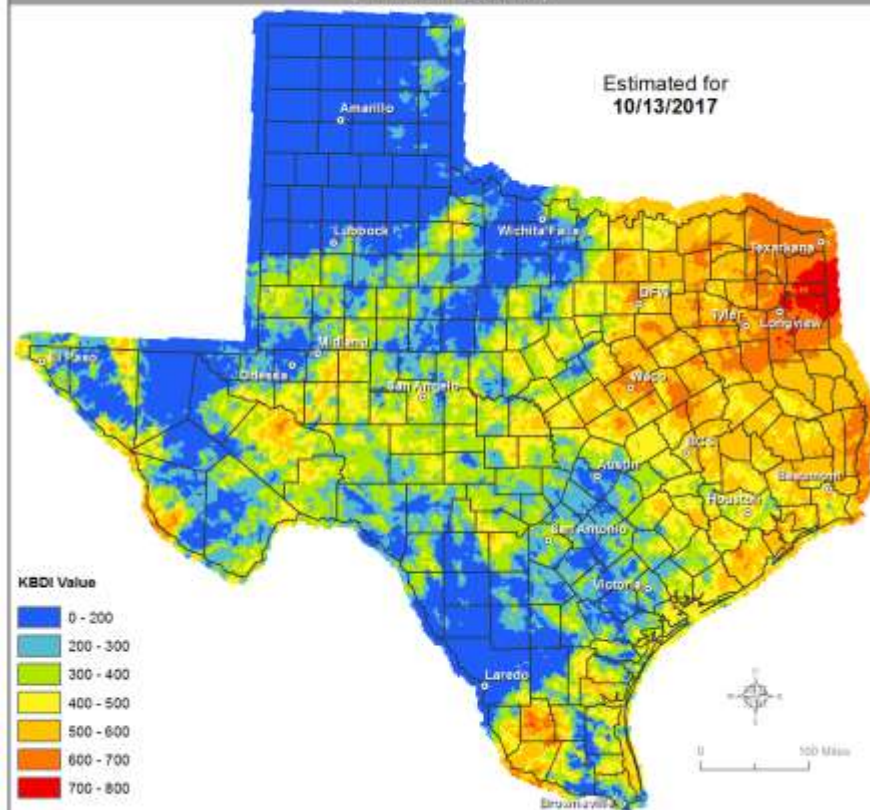 Estimated for
10/13/2017
Amarillo
Lubbock
Wichita Falls
Texarkana
DFW
Tyler
Longview
El Paso
Midland
Odessa
San Angelo
Waco
BCS
Austin
Beaumont
Houston
San Antonio
Victoria
Laredo
Brownsville
KBDI Value
0 - 200
200 - 300
300 - 400
400 - 500
500 - 600
600 - 700
700 - 800
0 100 Miles